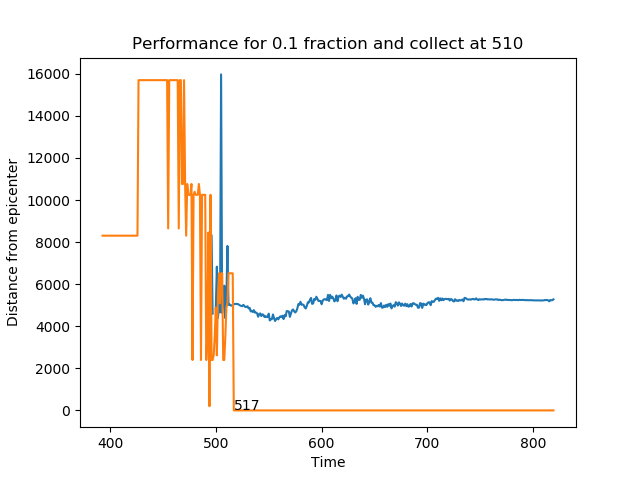 Performance for 0.1 fraction and collect at 510
16000
14000
12000
10000
8000
6000
4000
2000
0
Distance from epicenter
517
400 500 600 700 800
Time